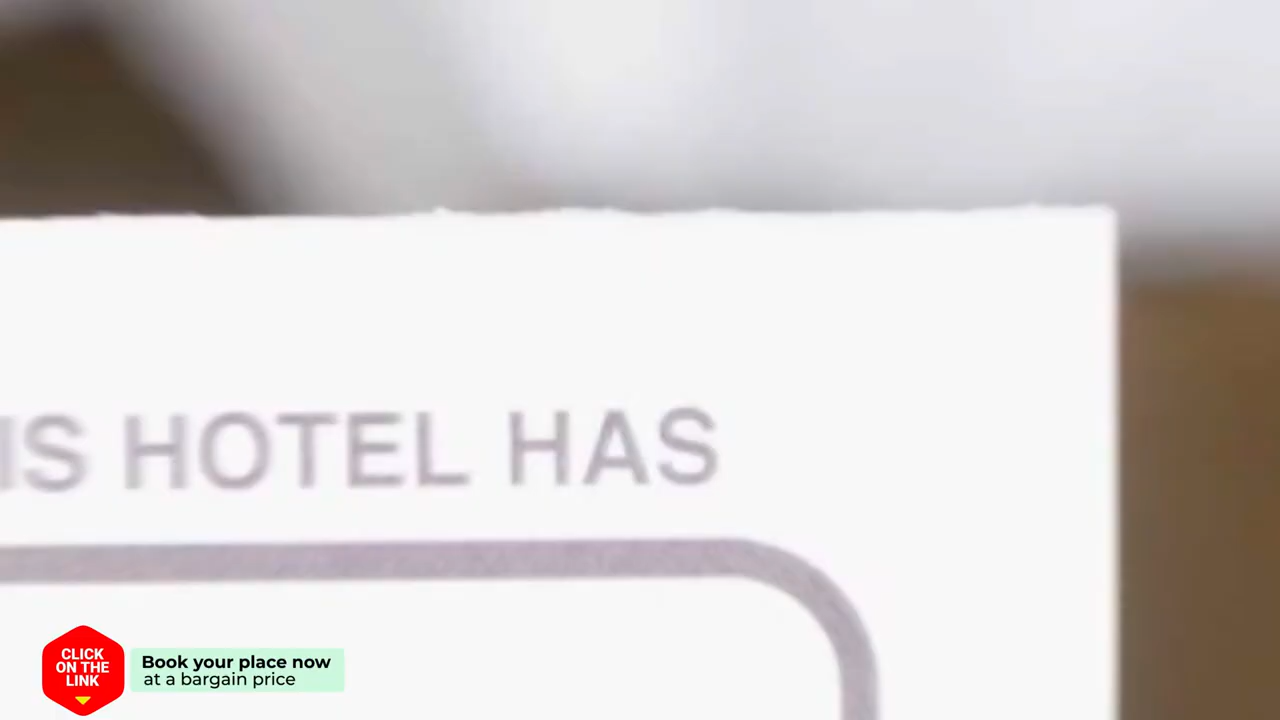 IS HOTEL HAS
CLICK
ON THE
LINK
Book your place now
at a bargain price